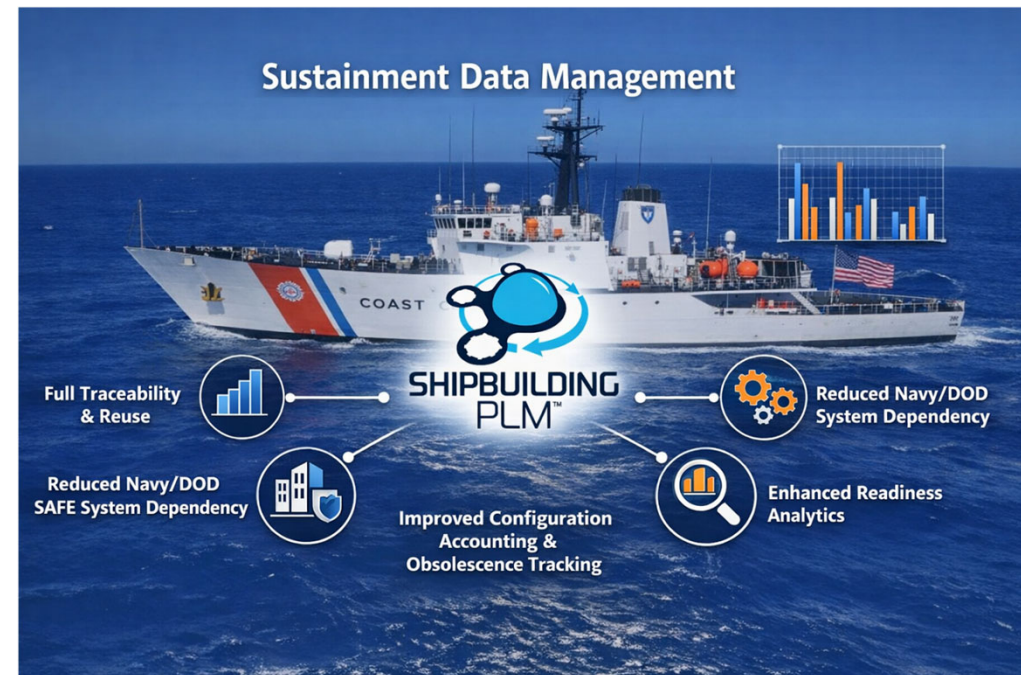 Sustainment Data Management
COAST
SHIPBUILDING
PLM™
Full Traceability
& Reuse
Reduced Navy/DOD
System Dependency
Reduced Navy/DOD
SAFE System Dependency
Enhanced Readiness
Analytics
Improved Configuration
Accounting &
Obsolescence Tracking